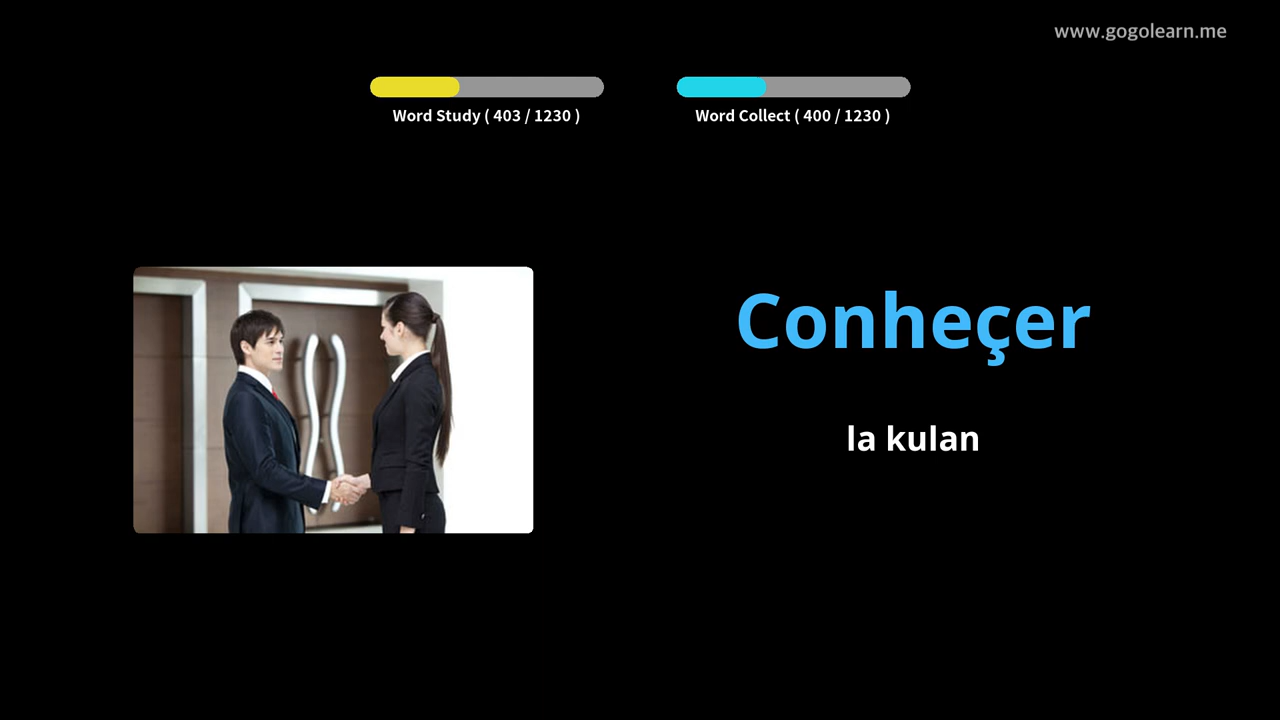 www.gogolearn.me
Word Study ( 403 / 1230 )
Word Collect ( 400 / 1230 )
Conheçer
la kulan